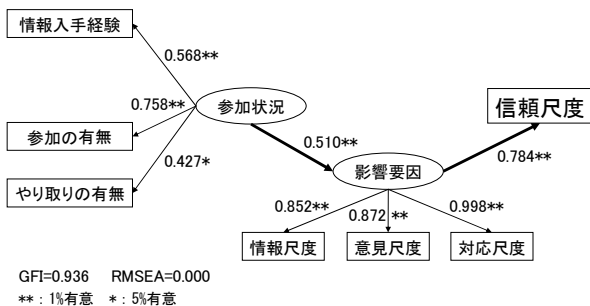 情報入手経験
0.568**
0.758**
参加状況
信頼尺度
参加の有無
0.510**
0.427*
0.784**
影響要因
やり取りの有無
0.852**
0.872 **
0.998**
情報尺度
意見尺度
対応尺度
GFI=0.936 RMSEA=0.000
**：1%有意 *：5%有意